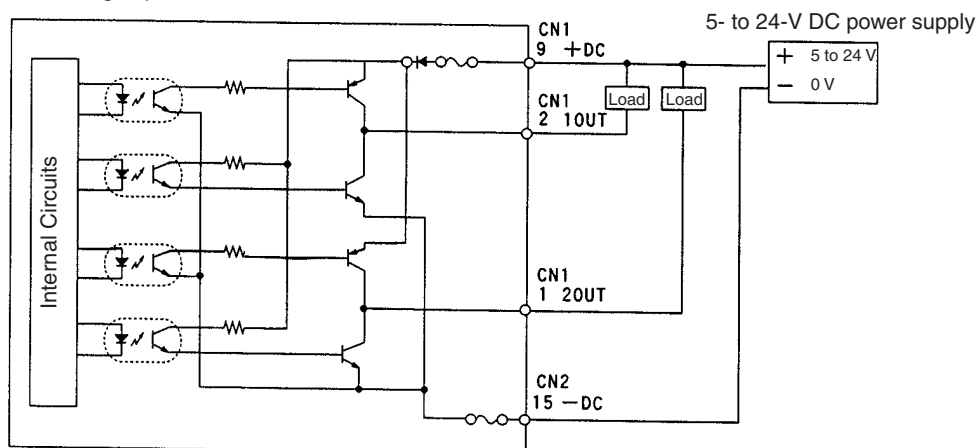 5- to 24-V DC power supply
CN1
9 +DC
+ 5 to 24 V
− 0 V
Load
Load
CN1
2 1OUT
Internal Circuits
CN1
1 2OUT
CN2
15 −DC